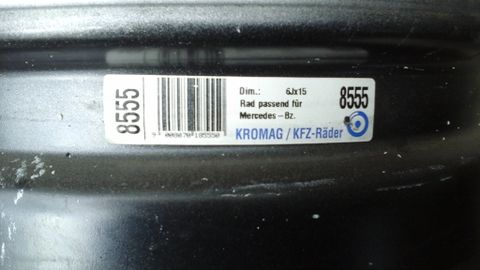 8555
Dim.: 6Jx15
Rad passend für
Mercedes-Bz.
8555
KROMAG / KFZ-Räder